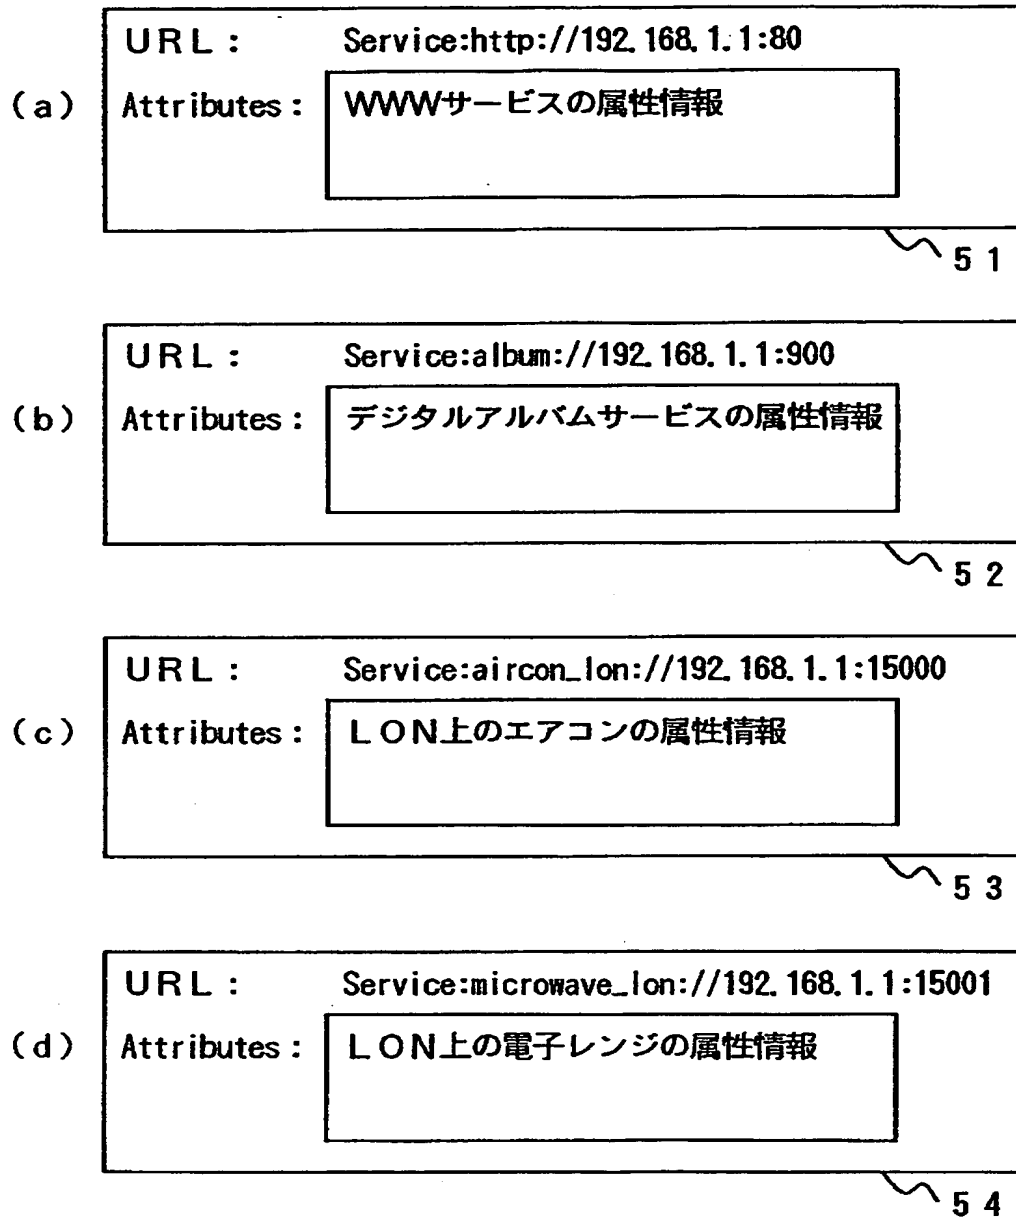 URL: Service:http://192.168.1.1:80
(a) Attributes: WWWサービスの属性情報
51
URL: Service:album://192.168.1.1:900
(b) Attributes: デジタルアルバムサービスの属性情報
52
URL: Service:aircon_lon://192.168.1.1:15000
(c) Attributes: LON上のエアコンの属性情報
53
URL: Service:microwave_lon://192.168.1.1:15001
(d) Attributes: LON上の電子レンジの属性情報
54